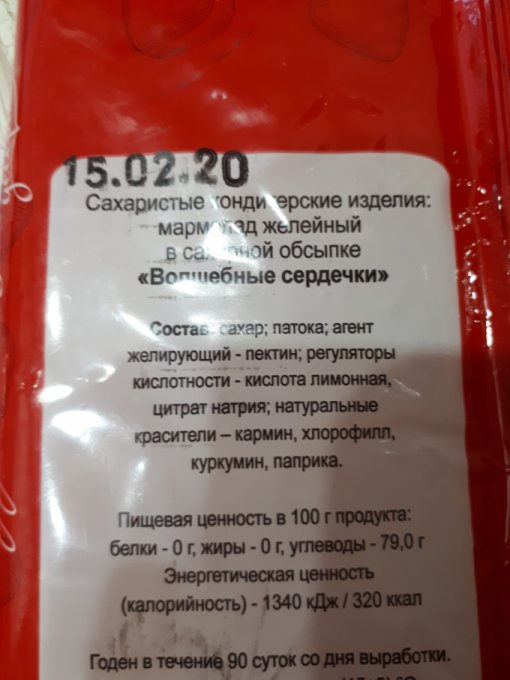 15.02.20
Сахаристые кондитерские изделия:
мармелад желейный
в сахарной обсыпке
«Волшебные сердечки»
Состав: сахар; патока; агент
желирующий - пектин; регуляторы
кислотности - кислота лимонная,
цитрат натрия; натуральные
красители – кармин, хлорофилл,
куркумин, паприка.
Пищевая ценность в 100 г продукта:
белки - 0 г, жиры - 0 г, углеводы - 79,0 г
Энергетическая ценность
(калорийность) - 1340 кДж / 320 ккал
Годен в течение 90 суток со дня выработки.